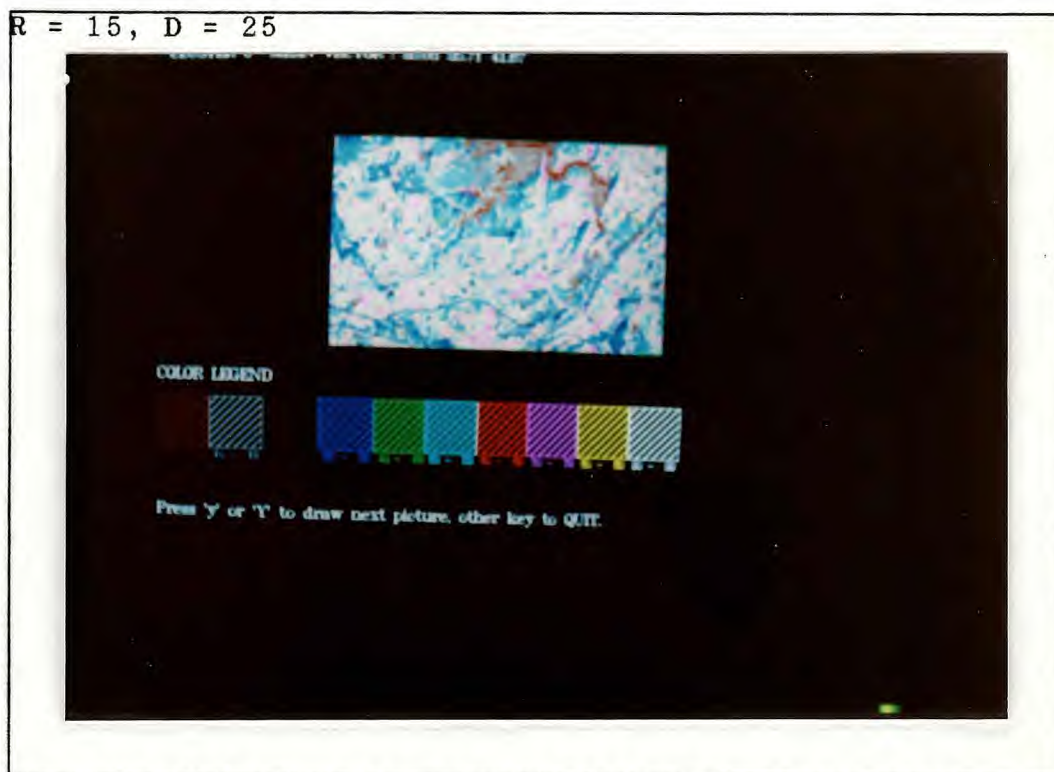 R = 15, D = 25
COLOR LEGEND
Press 'y' or 'Y' to draw next picture, other key to QUIT.